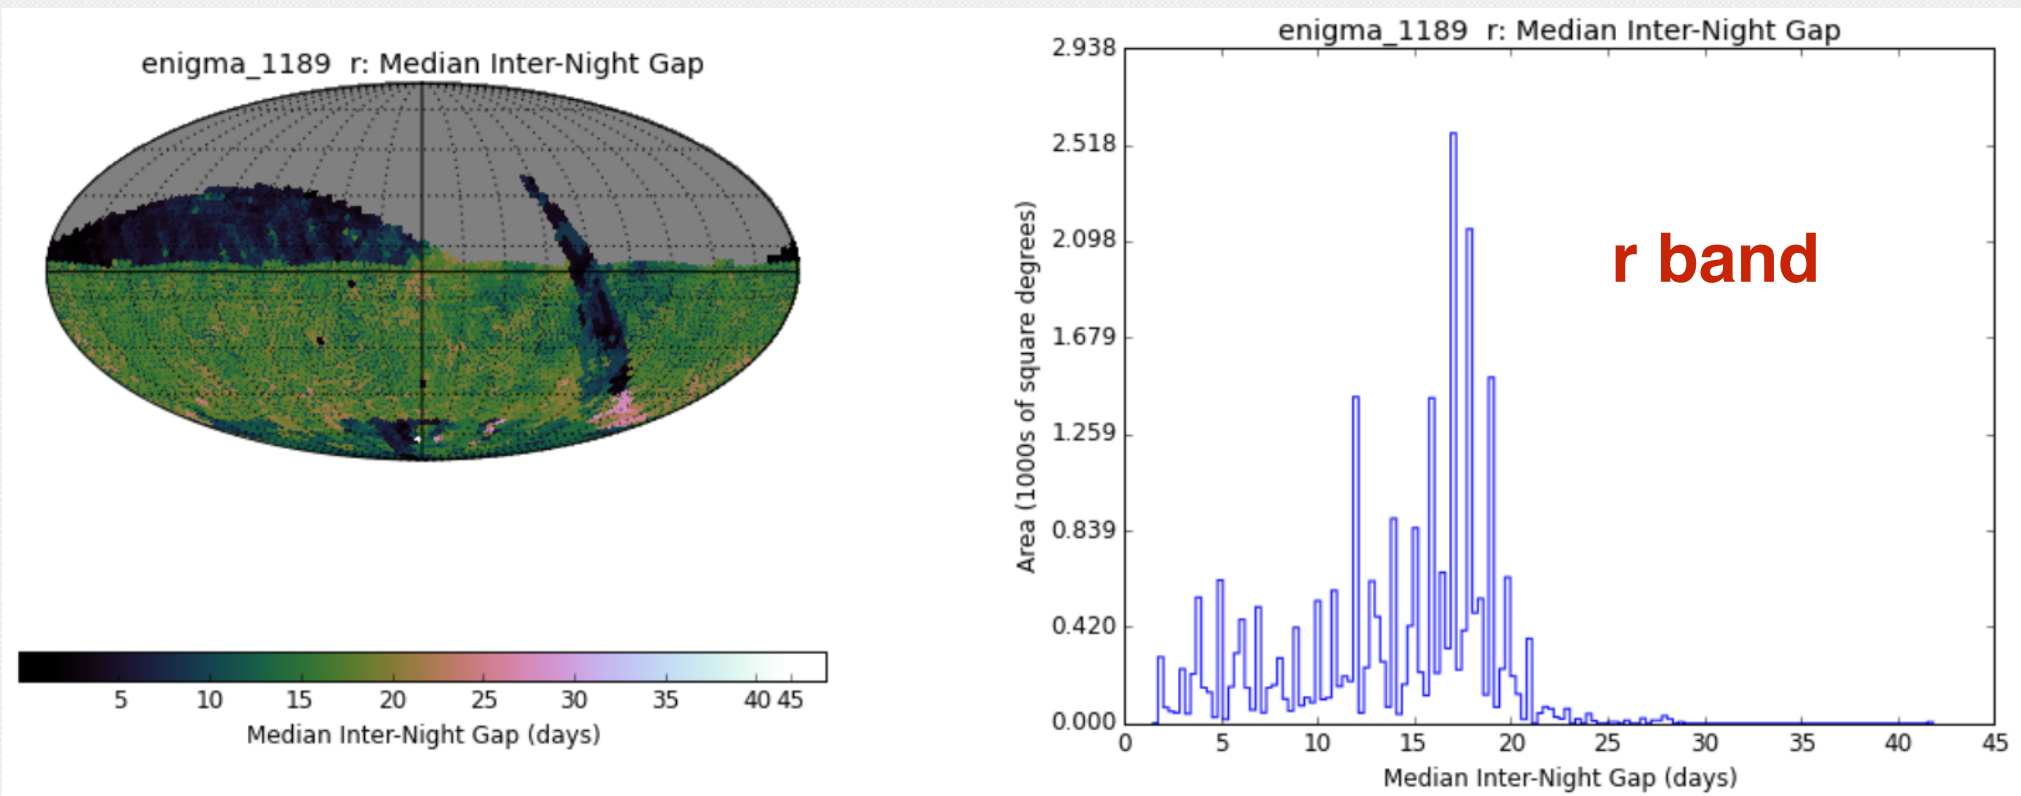 enigma_1189  r: Median Inter-Night Gap
5 10 15 20 25 30 35 40 45
Median Inter-Night Gap (days)
enigma_1189  r: Median Inter-Night Gap
2.938
2.518
2.098
1.679
1.259
0.839
0.420
0.000
Area (1000s of square degrees)
r band
0 5 10 15 20 25 30 35 40 45
Median Inter-Night Gap (days)